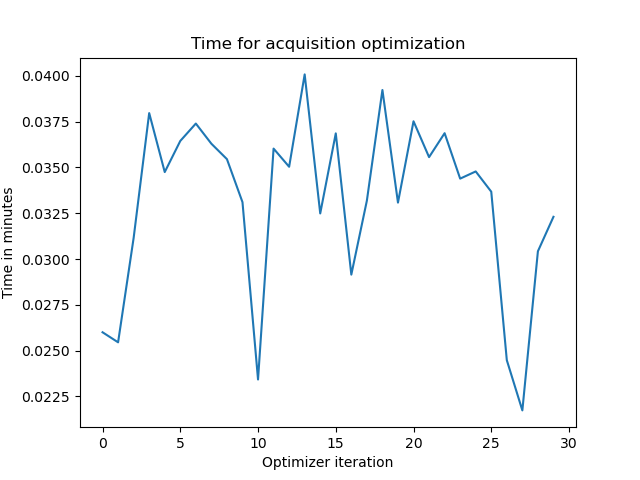 Time for acquisition optimization
0.0400
0.0375
0.0350
0.0325
0.0300
0.0275
0.0250
0.0225
Time in minutes
0 5 10 15 20 25 30
Optimizer iteration